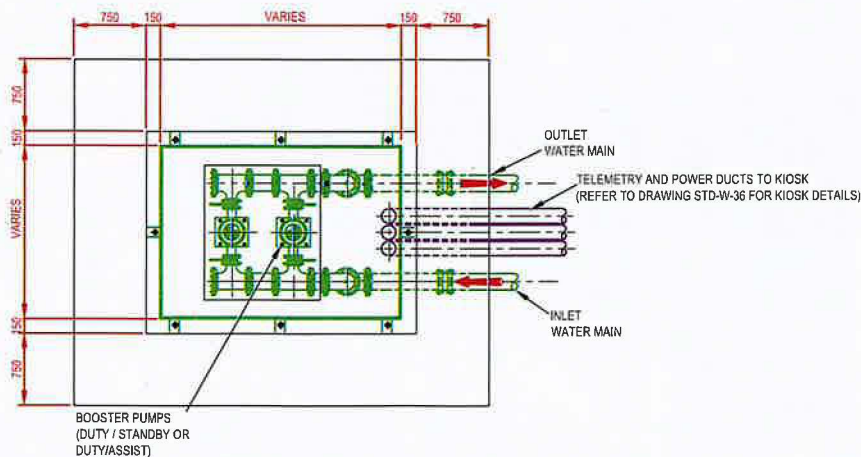 750
150
VARIES
150
750
750
150
VARIES
150
750
OUTLET
WATER MAIN
TELEMETRY AND POWER DUCTS TO KIOSK
(REFER TO DRAWING STD-W-36 FOR KIOSK DETAILS)
INLET
WATER MAIN
BOOSTER PUMPS
(DUTY / STANDBY OR
DUTY/ASSIST)